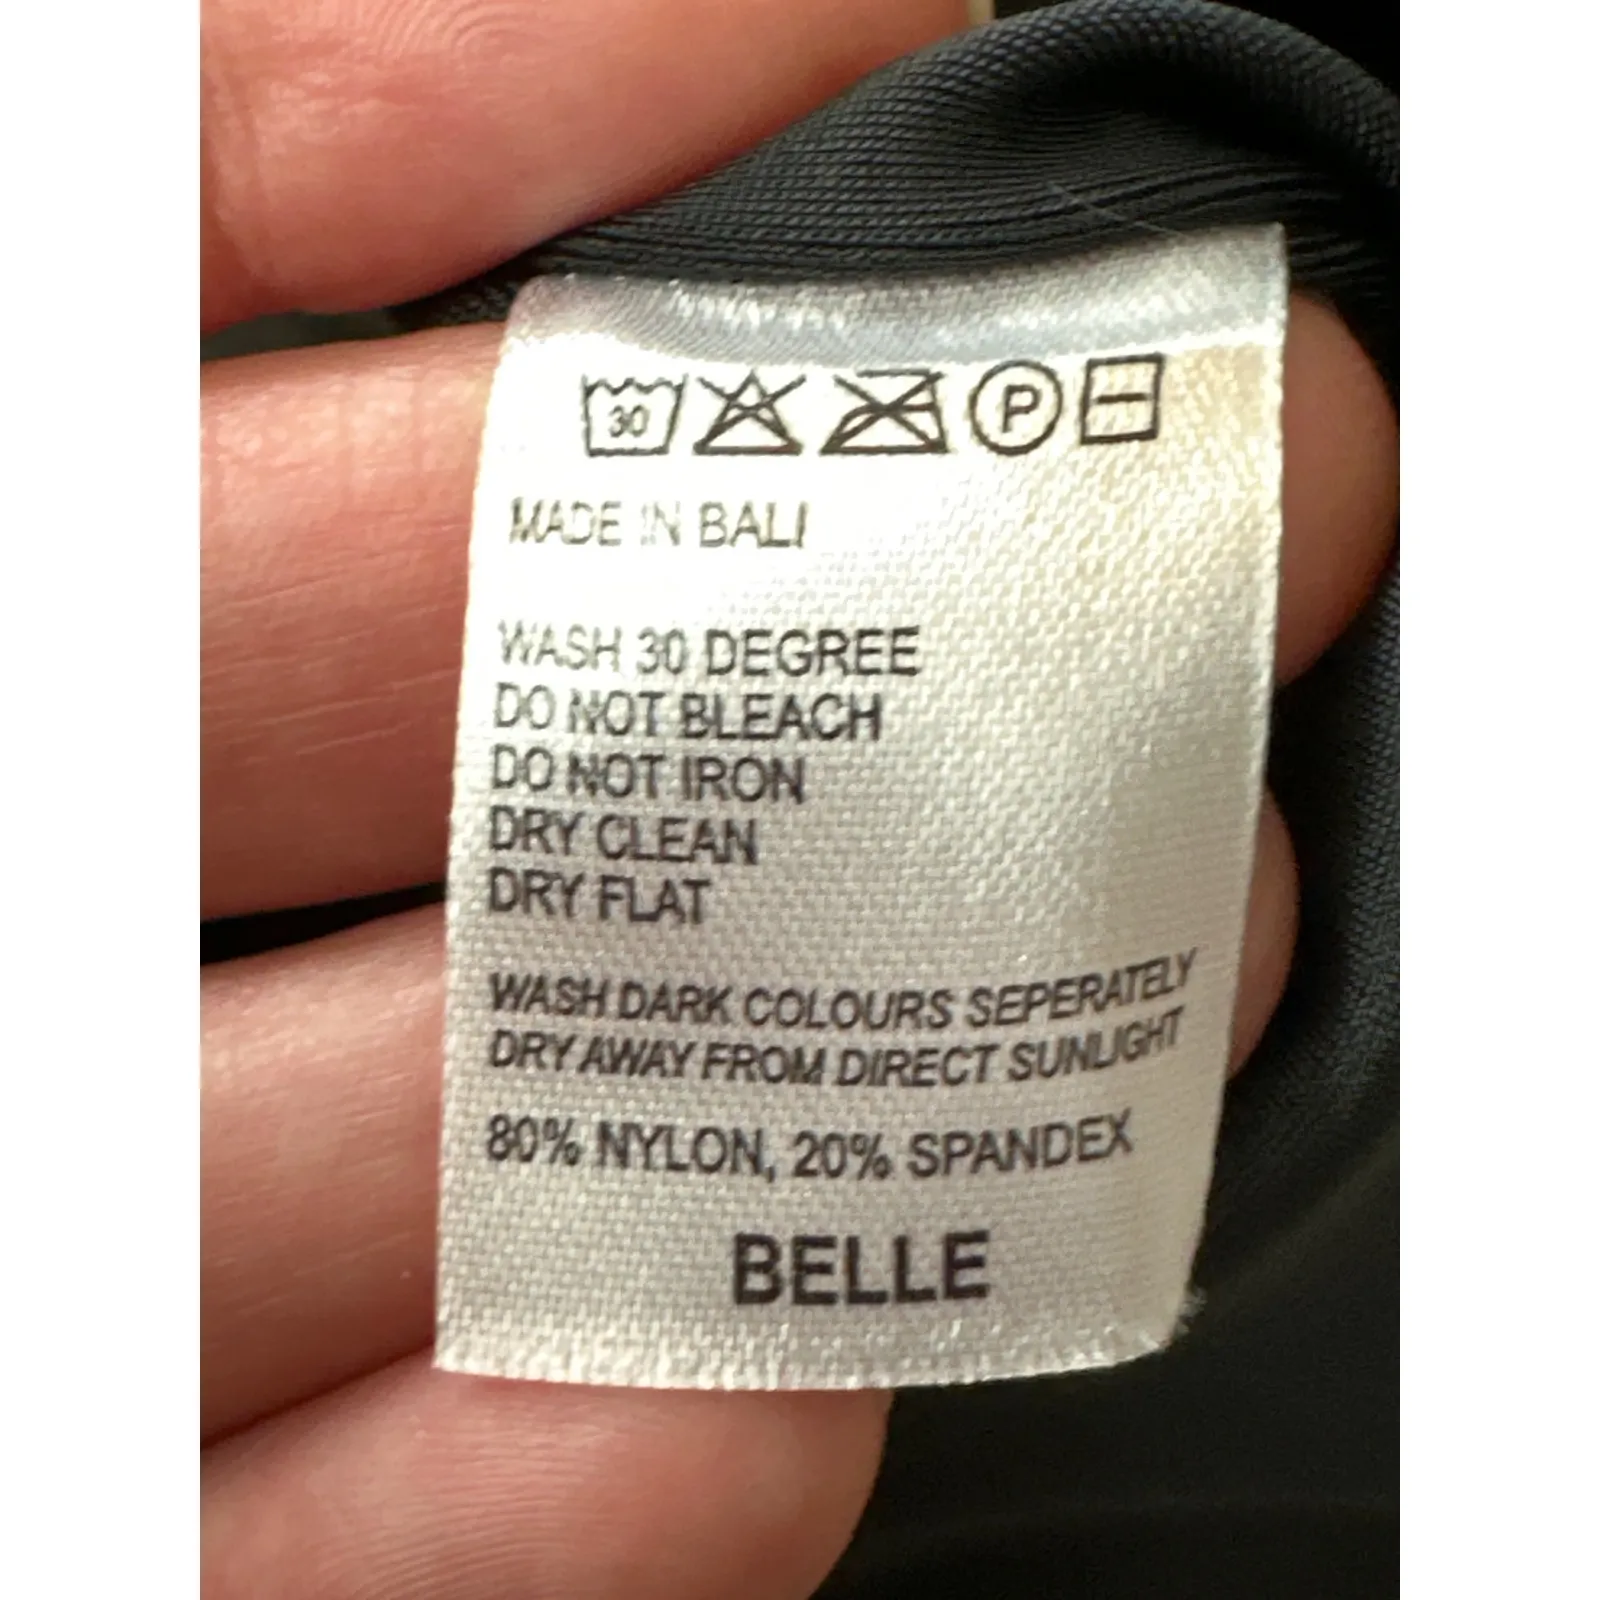 30 P
MADE IN BALI
WASH 30 DEGREE
DO NOT BLEACH
DO NOT IRON
DRY CLEAN
DRY FLAT
WASH DARK COLOURS SEPERATELY
DRY AWAY FROM DIRECT SUNLIGHT
80% NYLON, 20% SPANDEX
BELLE